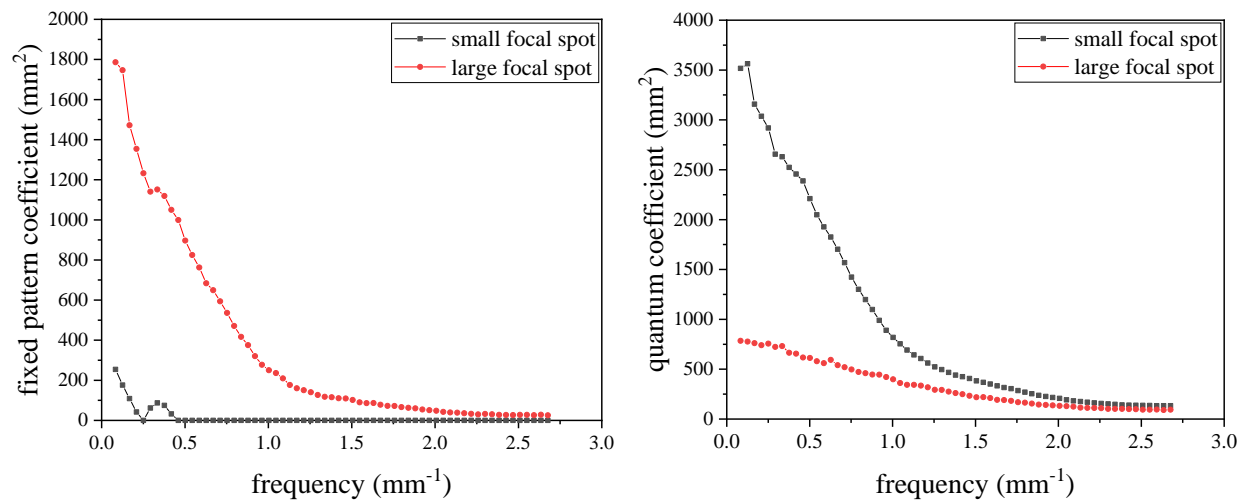 2000
1800
1600
1400
1200
1000
800
600
400
200
0
0.0 0.5 1.0 1.5 2.0 2.5 3.0
fixed pattern coefficient (mm²)
frequency (mm⁻¹)
small focal spot
large focal spot
4000
3500
3000
2500
2000
1500
1000
500
0
0.0 0.5 1.0 1.5 2.0 2.5 3.0
quantum coefficient (mm²)
frequency (mm⁻¹)
small focal spot
large focal spot